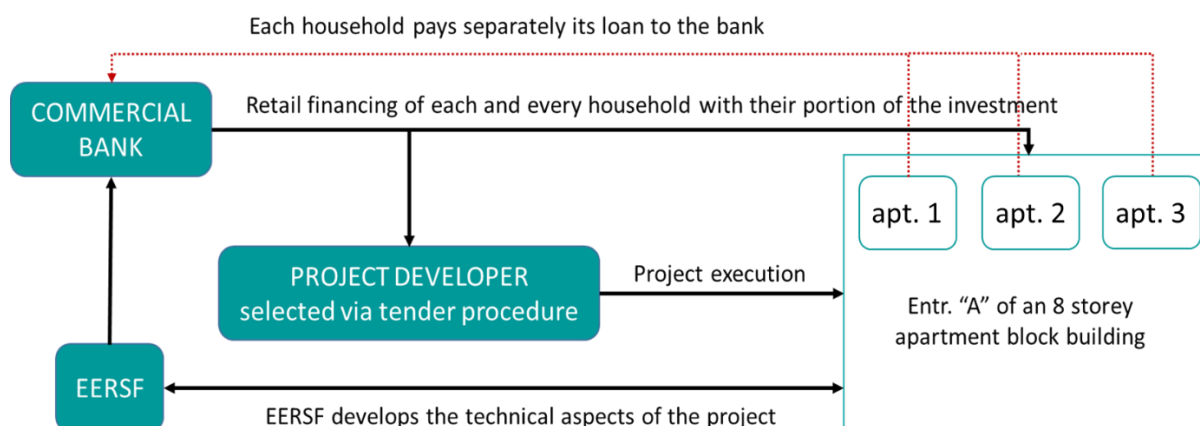 Each household pays separately its loan to the bank
COMMERCIAL
BANK
Retail financing of each and every household with their portion of the investment
apt. 1
apt. 2
apt. 3
PROJECT DEVELOPER
selected via tender procedure
Project execution
Entr. “A” of an 8 storey
apartment block building
EERSF
EERSF develops the technical aspects of the project